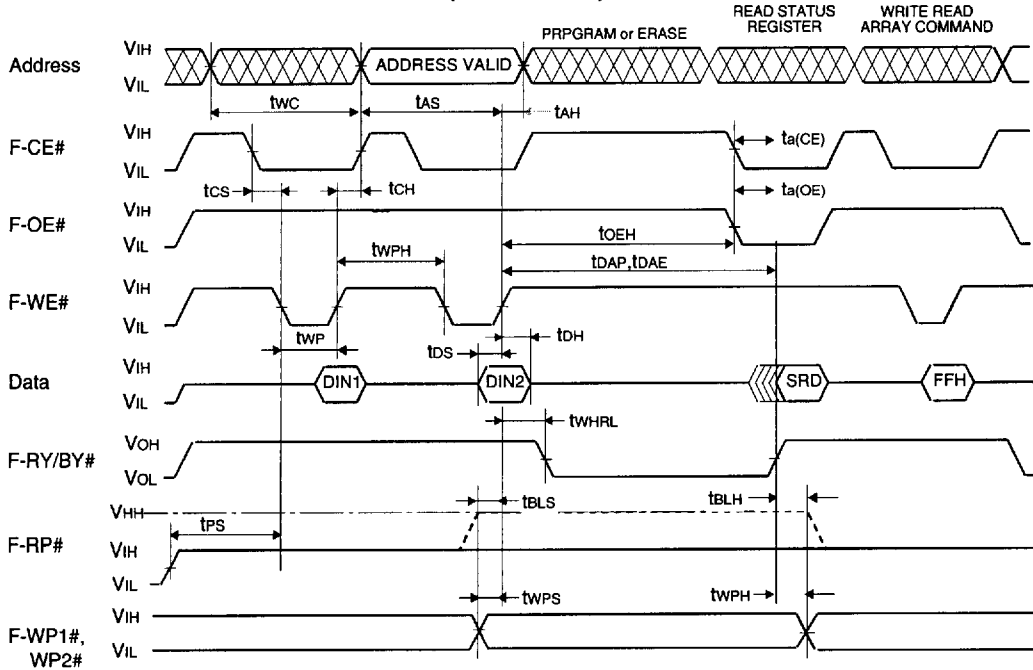 READ STATUS REGISTER
WRITE READ ARRAY COMMAND
PRPGRAM or ERASE
Address
VIH
VIL
ADDRESS VALID
tWC
tAS
tAH
F-CE#
VIH
VIL
ta(CE)
tCS
tCH
ta(OE)
F-OE#
VIH
VIL
tOEH
tWPH
tDAP,tDAE
F-WE#
VIH
VIL
tWP
tDS
tDH
Data
VIH
VIL
DIN1
DIN2
SRD
FFH
tWHRL
F-RY/BY#
VOH
VOL
tBLS
tBLH
VHH
tPS
F-RP#
VIH
VIL
tWPS
tWPH
F-WP1#,
WP2#
VIH
VIL